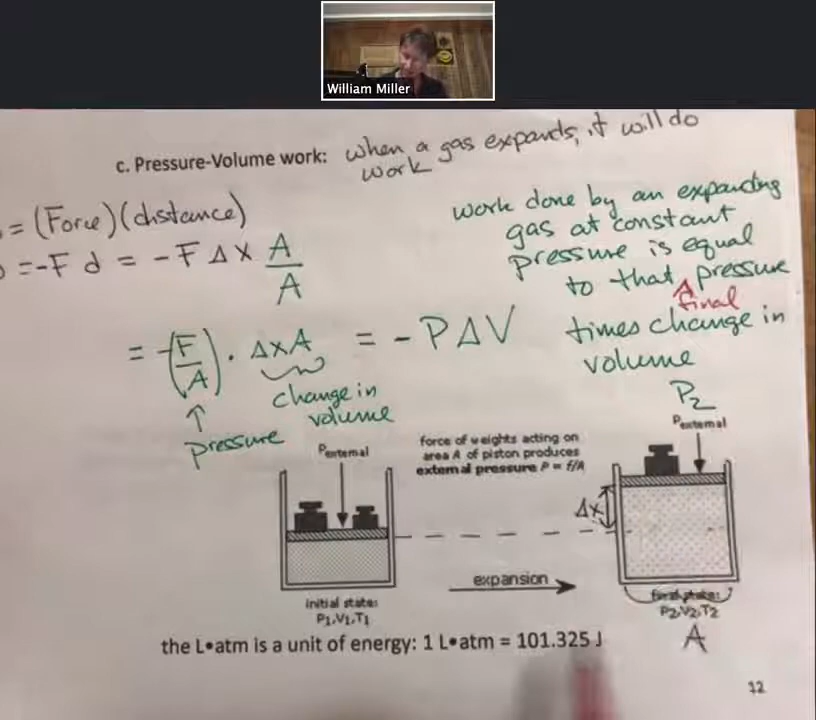 William Miller
c. Pressure-Volume work: when a gas expands, it will do
work
= (Force)(distance)
= -F d = -F Δx A/A
= -(F/A) · ΔxA = -PΔV
pressure
change in
volume
work done by an expanding
gas at constant
pressure is equal
to that pressure
final
times change in
volume
P2
Pexternal
Pexternal
force of weights acting on
area A of piston produces
external pressure P = f/A
Δx
expansion
initial state:
P1,V1,T1
final state:
P2,V2,T2
A
the L•atm is a unit of energy: 1 L•atm = 101.325 J
12